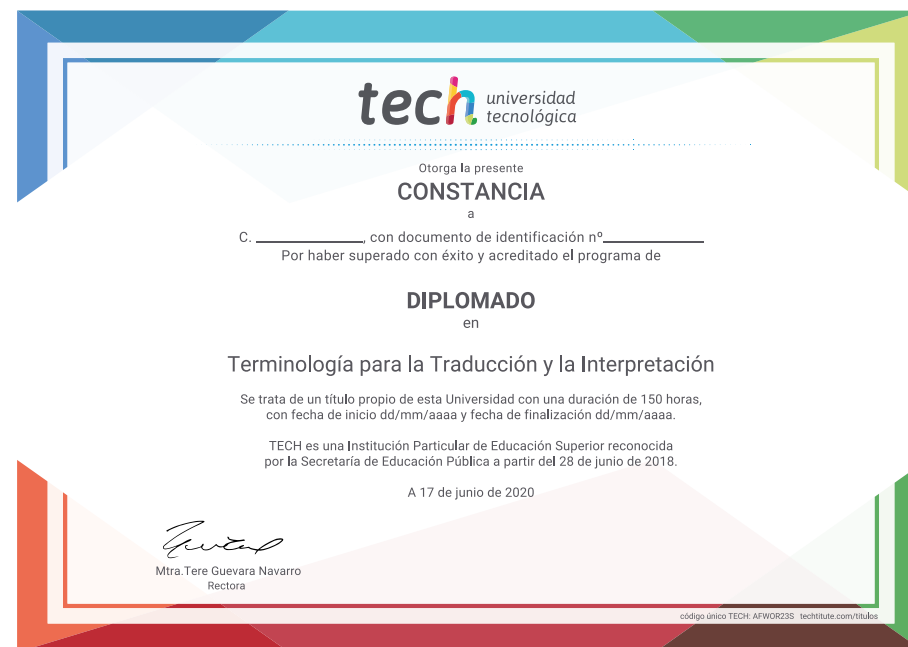 tech universidad
tecnológica
Otorga la presente
CONSTANCIA
a
C. ______________, con documento de identificación nº_____________
Por haber superado con éxito y acreditado el programa de
DIPLOMADO
en
Terminología para la Traducción y la Interpretación
Se trata de un título propio de esta Universidad con una duración de 150 horas,
con fecha de inicio dd/mm/aaaa y fecha de finalización dd/mm/aaaa.
TECH es una Institución Particular de Educación Superior reconocida
por la Secretaría de Educación Pública a partir del 28 de junio de 2018.
A 17 de junio de 2020
Mtra.Tere Guevara Navarro
Rectora
código único TECH: AFWOR23S techtitute.com/titulos